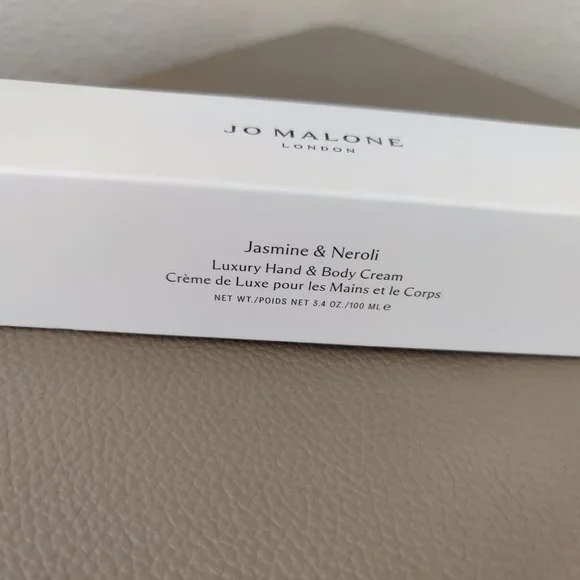 JO MALONE
LONDON
Jasmine & Neroli
Luxury Hand & Body Cream
Crème de Luxe pour les Mains et le Corps
NET WT./POIDS NET 3.4 OZ./100 ML ℮